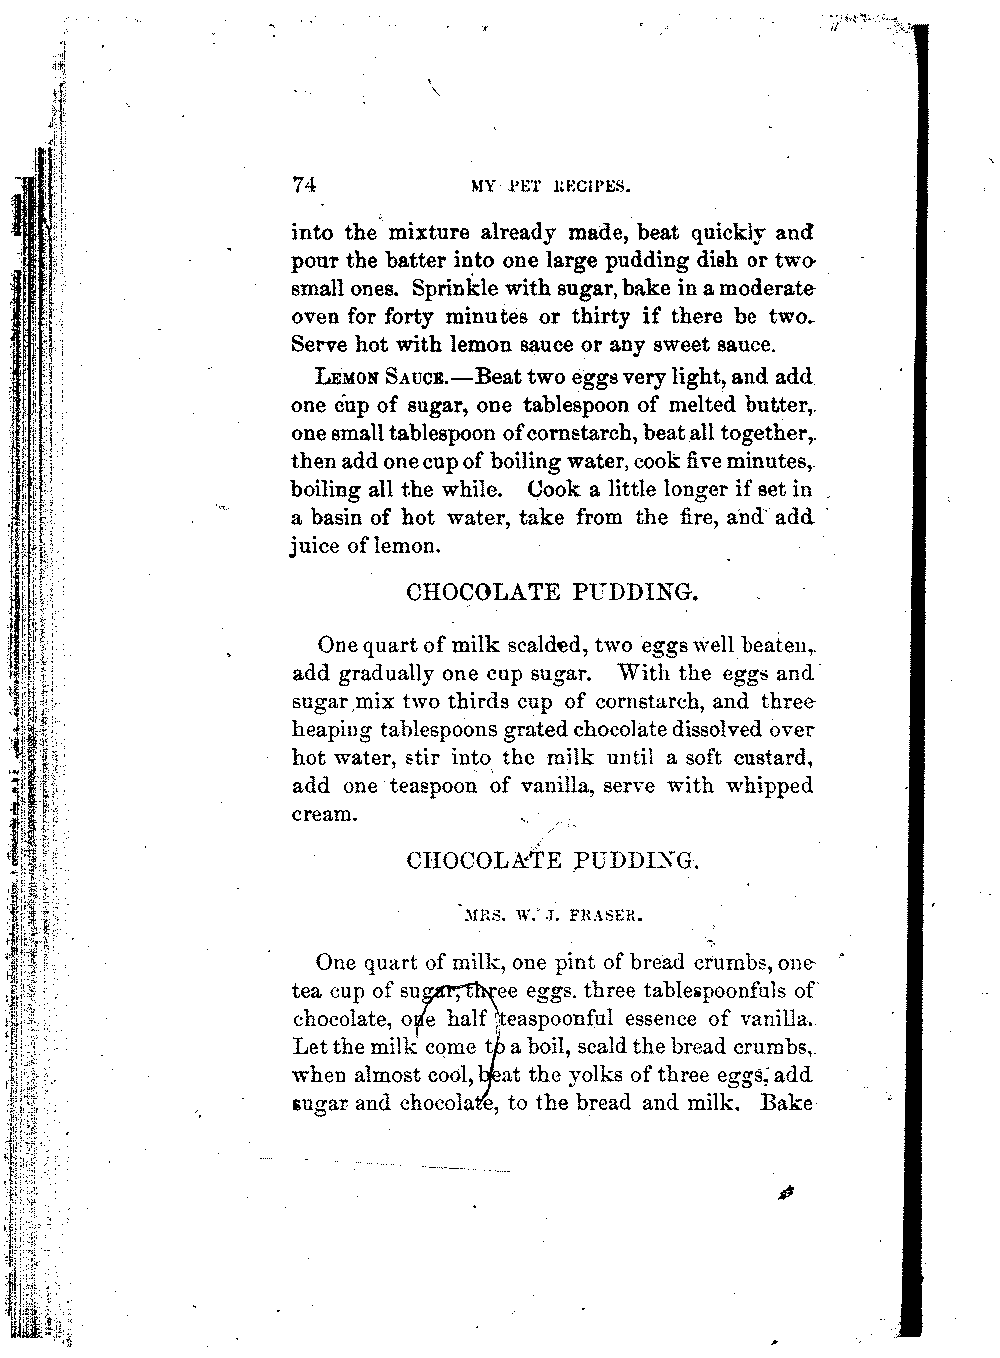 74 MY PET RECIPES.
into the mixture already made, beat quickly and
pour the batter into one large pudding dish or two
small ones. Sprinkle with sugar, bake in a moderate
oven for forty minutes or thirty if there be two.
Serve hot with lemon sauce or any sweet sauce.
LEMON SAUCE.—Beat two eggs very light, and add
one cup of sugar, one tablespoon of melted butter,
one small tablespoon of cornstarch, beat all together,
then add one cup of boiling water, cook five minutes,
boiling all the while. Cook a little longer if set in
a basin of hot water, take from the fire, and add
juice of lemon.
CHOCOLATE PUDDING.
One quart of milk scalded, two eggs well beaten,
add gradually one cup sugar. With the eggs and
sugar mix two thirds cup of cornstarch, and three
heaping tablespoons grated chocolate dissolved over
hot water, stir into the milk until a soft custard,
add one teaspoon of vanilla, serve with whipped
cream.
CHOCOLATE PUDDING.
MRS. W. J. FRASER.
One quart of milk, one pint of bread crumbs, one
tea cup of sugar, three eggs. three tablespoonfuls of
chocolate, one half teaspoonful essence of vanilla.
Let the milk come to a boil, scald the bread crumbs,
when almost cool, beat the yolks of three eggs, add
sugar and chocolate, to the bread and milk. Bake